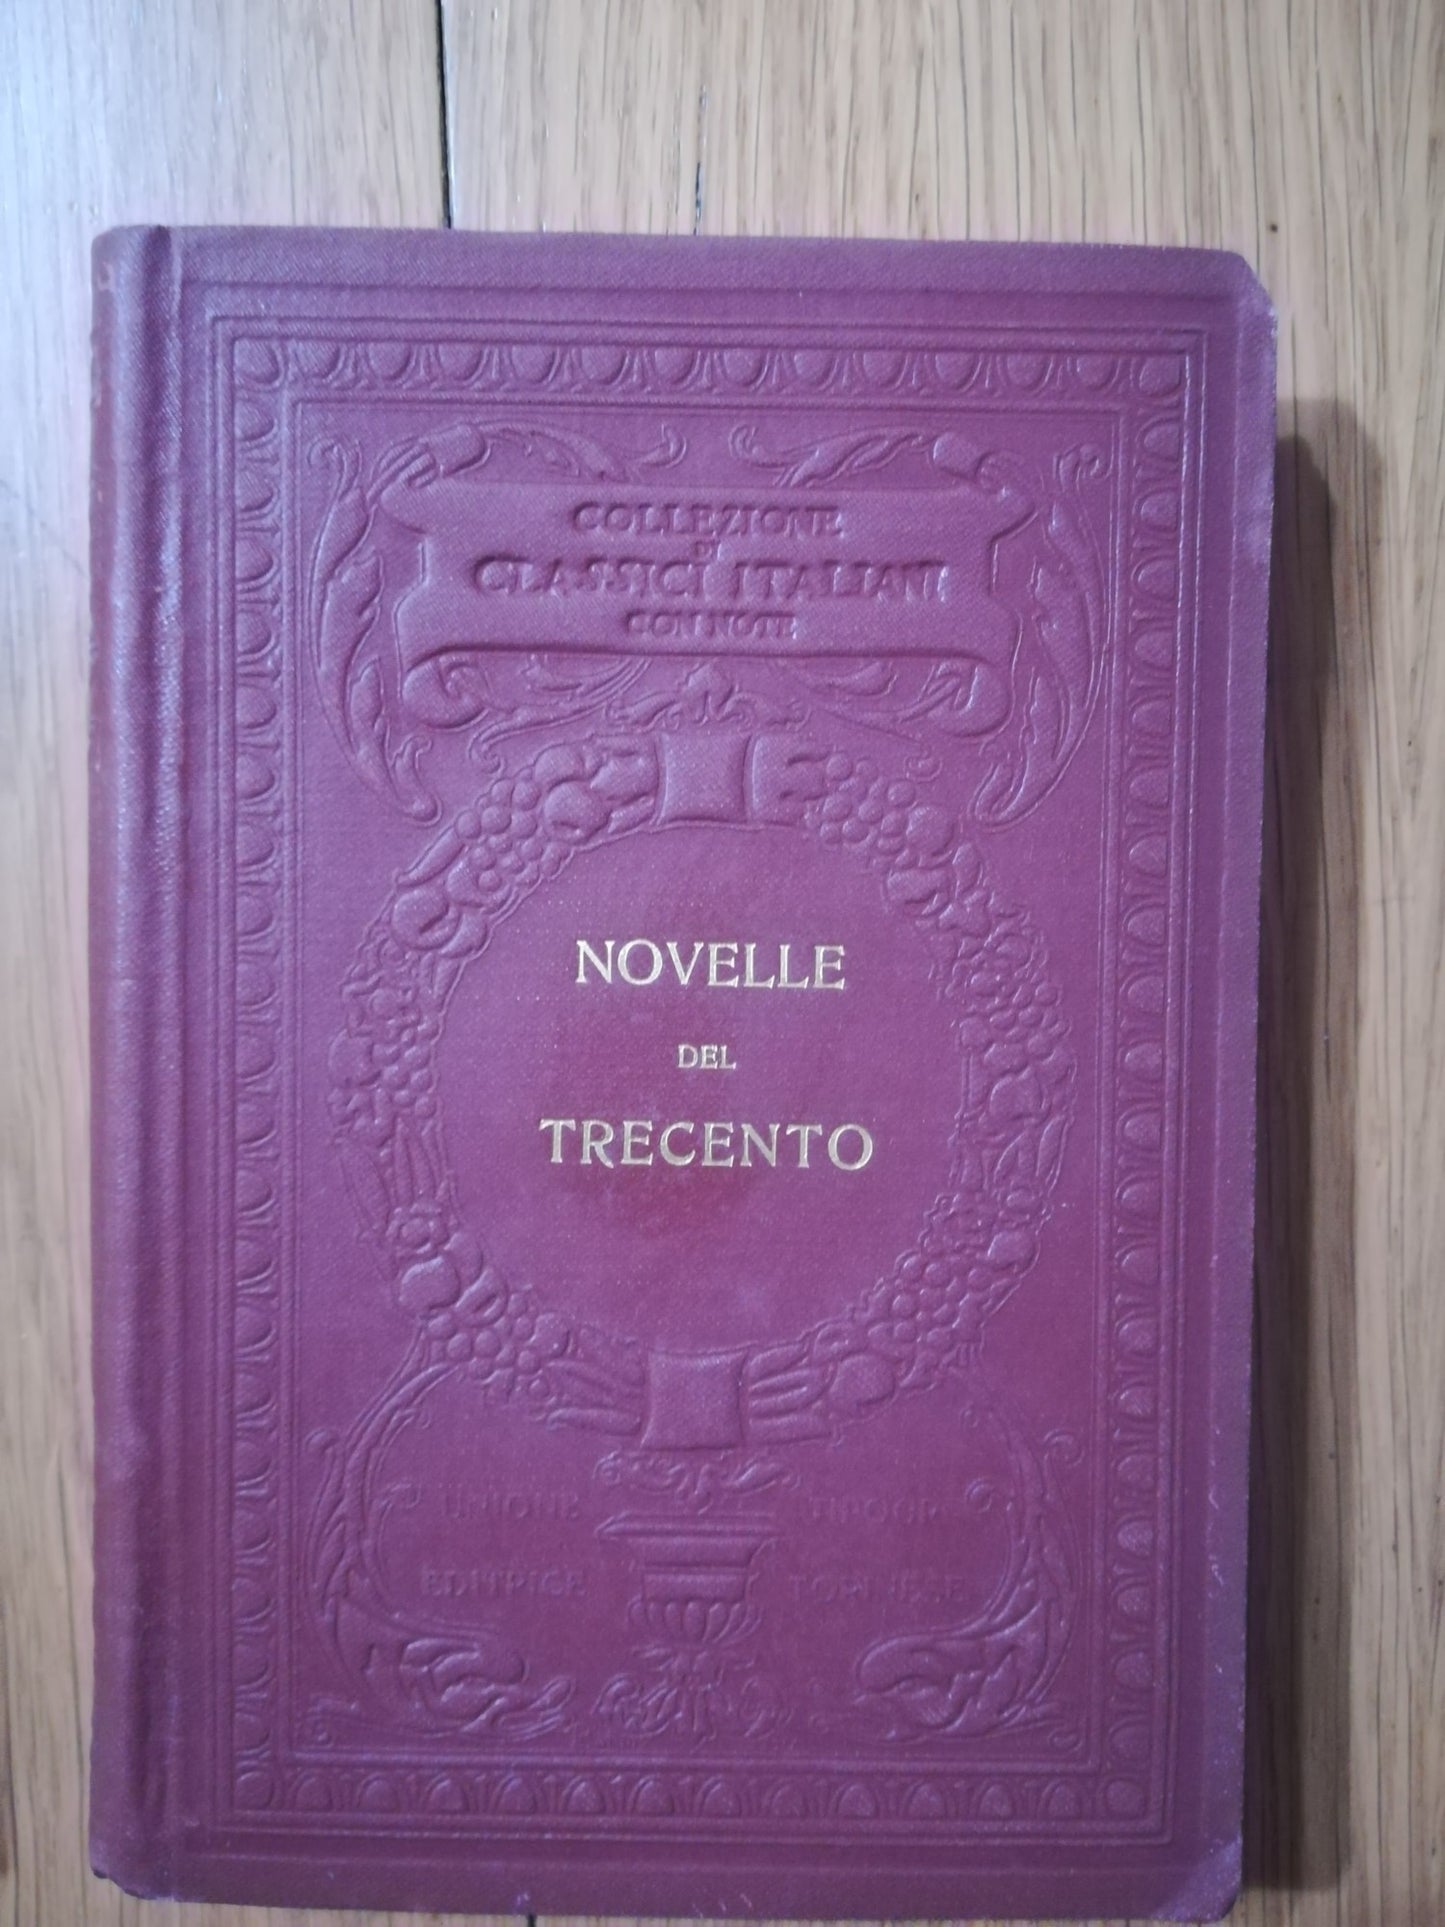 COLLEZIONE
DI
CLASSICI ITALIANI
CON NOTE
NOVELLE
DEL
TRECENTO
UNIONE TIPOGR.
EDITRICE TORINESE